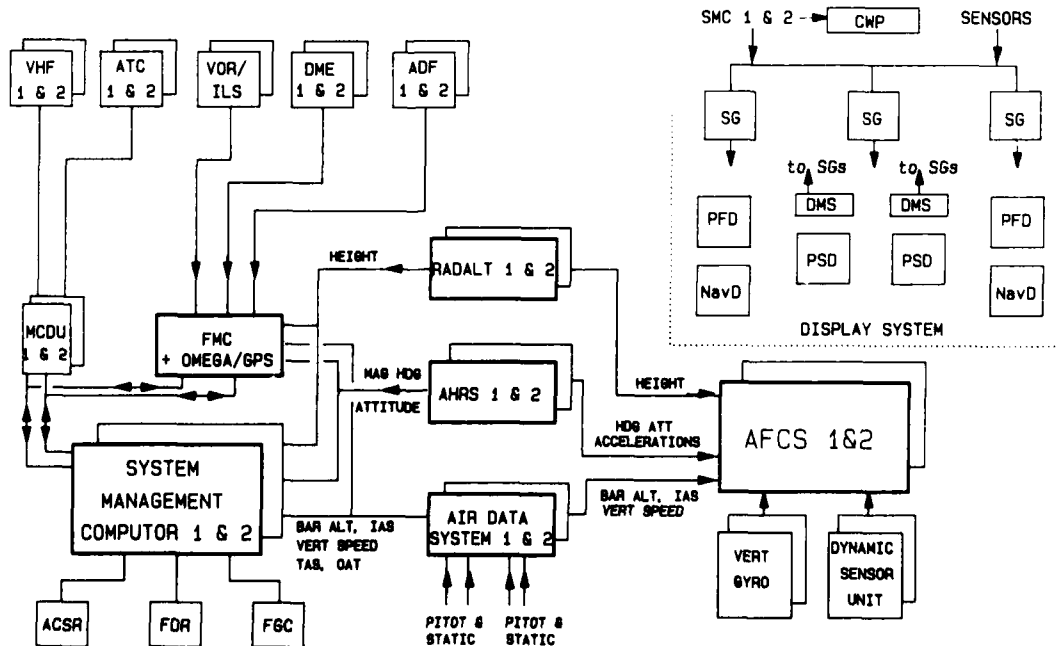 SMC 1 & 2
CWP
SENSORS
VHF
1 & 2
ATC
1 & 2
VOR/
ILS
DME
1 & 2
ADF
1 & 2
SG
SG
SG
to SGs
to SGs
DMS
DMS
PFD
PSD
PSD
PFD
NavD
NavD
DISPLAY SYSTEM
HEIGHT
RADALT 1 & 2
MCDU
1 & 2
FMC
+ OMEGA/GPS
MAG HDG
ATTITUDE
AHRS 1 & 2
HEIGHT
HDG ATT
ACCELERATIONS
AFCS 1&2
SYSTEM
MANAGEMENT
COMPUTOR 1 & 2
BAR ALT, IAS
VERT SPEED
TAS, OAT
AIR DATA
SYSTEM 1 & 2
BAR ALT, IAS
VERT SPEED
VERT
GYRO
DYNAMIC
SENSOR
UNIT
ACSR
FDR
FGC
PITOT &
STATIC
PITOT &
STATIC